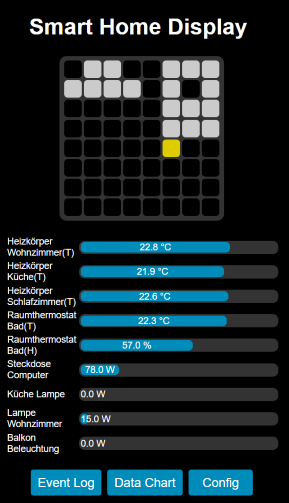 Smart Home Display
Heizkörper
Wohnzimmer(T)
22.8 °C
Heizkörper
Küche(T)
21.9 °C
Heizkörper
Schlafzimmer(T)
22.6 °C
Raumthermostat
Bad(T)
22.3 °C
Raumthermostat
Bad(H)
57.0 %
Steckdose
Computer
78.0 W
Küche Lampe
0.0 W
Lampe
Wohnzimmer
15.0 W
Balkon
Beleuchtung
0.0 W
Event Log
Data Chart
Config